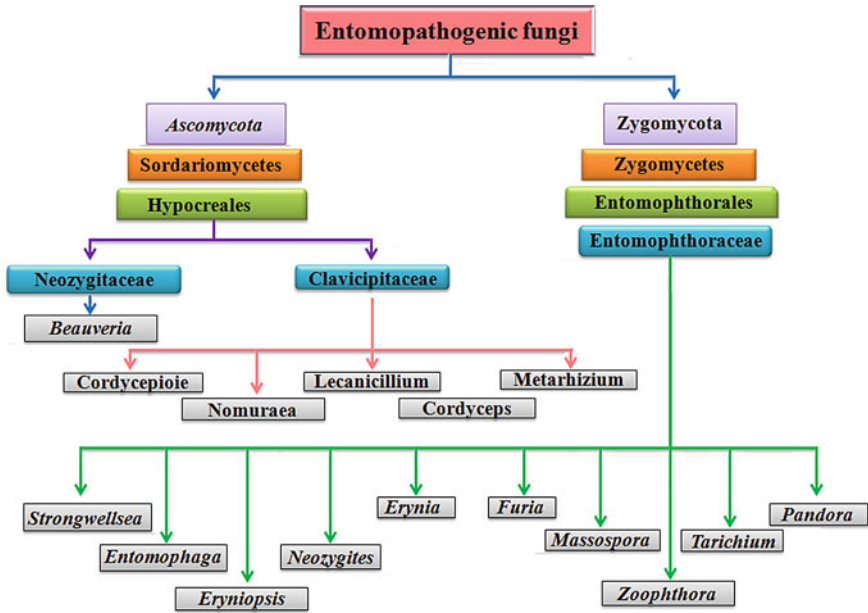 Entomopathogenic fungi
Ascomycota
Zygomycota
Sordariomycetes
Zygomycetes
Hypocreales
Entomophthorales
Entomophthoraceae
Neozygitaceae
Clavicipitaceae
Beauveria
Cordycepioie
Lecanicillium
Metarhizium
Nomuraea
Cordyceps
Strongwellsea
Erynia
Furia
Pandora
Entomophaga
Neozygites
Massospora
Tarichium
Eryniopsis
Zoophthora